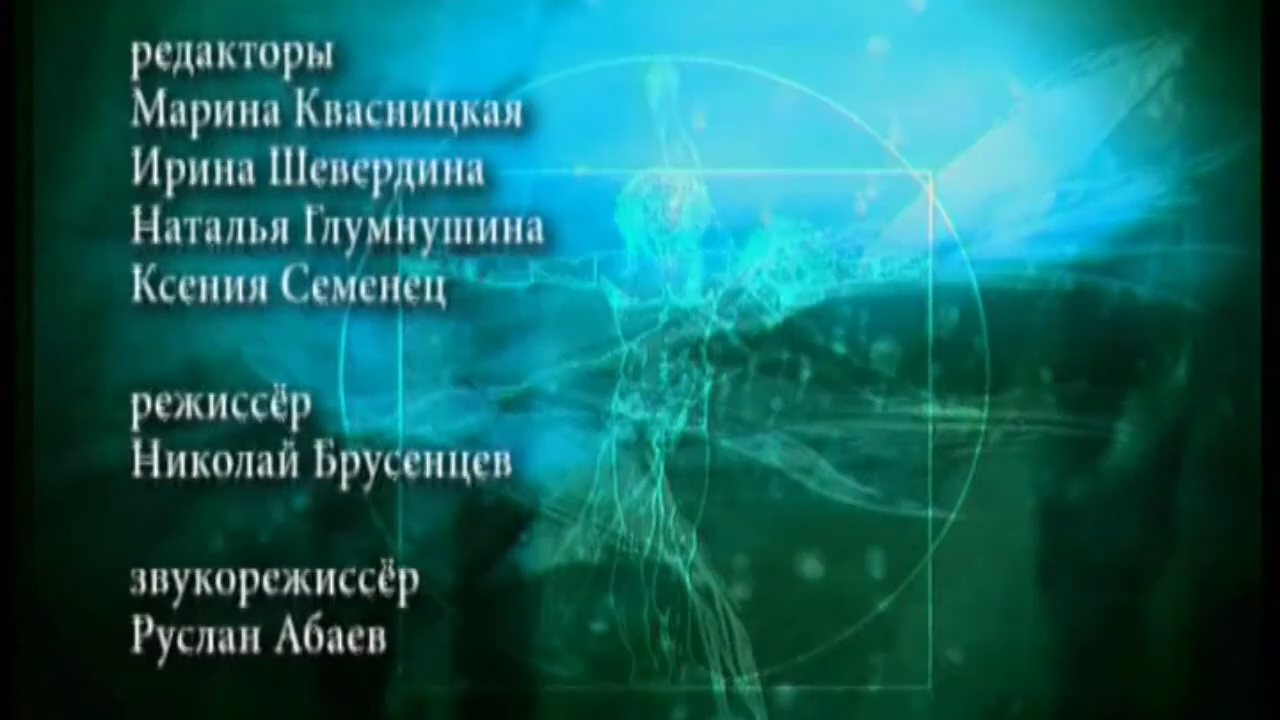 редакторы
Марина Квасницкая
Ирина Шевердина
Наталья Глумнушина
Ксения Семенец
режиссёр
Николай Брусенцев
звукорежиссёр
Руслан Абаев